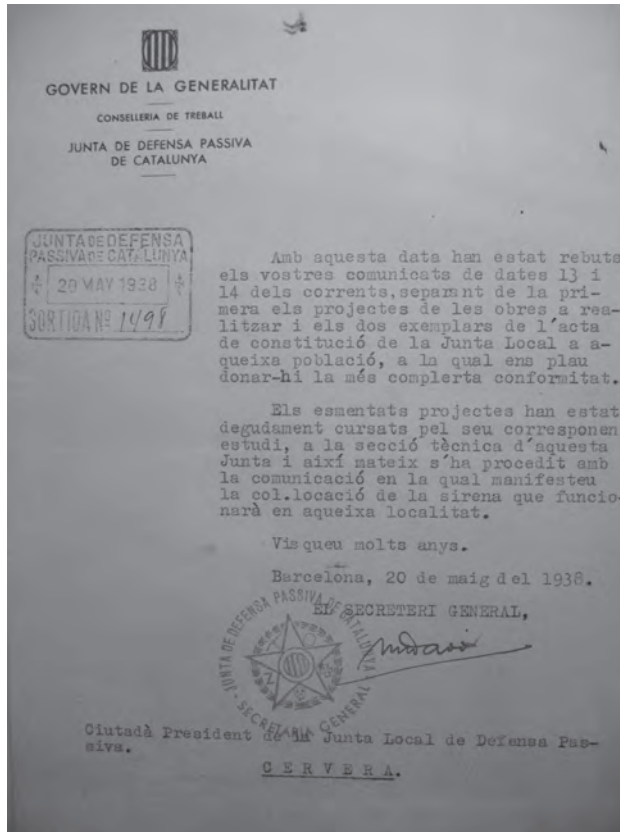 GOVERN DE LA GENERALITAT
CONSELLERIA DE TREBALL
JUNTA DE DEFENSA PASSIVA
DE CATALUNYA
JUNTA DE DEFENSA
PASSIVA DE CATALUNYA
20 MAY 1938
SORTIDA Nº 1498
Amb aquesta data han estat rebuts
els vostres comunicats de dates 13 i
14 dels corrents, separant de la pri-
mera els projectes de les obres a rea-
litzar i els dos exemplars de l'acta
de constitució de la Junta Local a a-
queixa població, a la qual ens plau
donar-hi la més complerta conformitat.
Els esmentats projectes han estat
degudament cursats pel seu corresponen
estudi, a la secció tècnica d'aquesta
Junta i així mateix s'ha procedit amb
la comunicació en la qual manifesteu
la col.locació de la sirena que funcio-
narà en aqueixa localitat.
Visqueu molts anys.
Barcelona, 20 de maig del 1938.
EL SECRETERI GENERAL,
JUNTA DE DEFENSA PASSIVA DE CATALUNYA
SECRETARIA GENERAL
Ciutadà President de la Junta Local de Defensa Pas-
siva.
CERVERA.